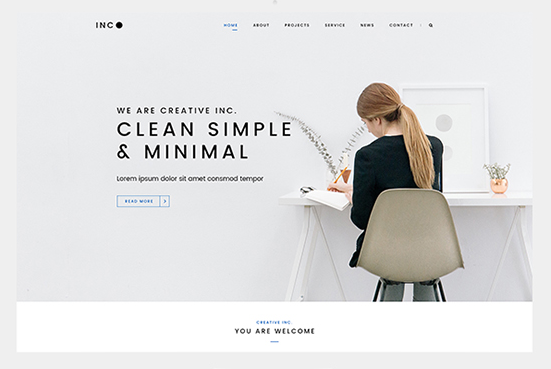 INC
HOME ABOUT PROJECTS SERVICE NEWS CONTACT
WE ARE CREATIVE INC.
CLEAN SIMPLE
& MINIMAL
Lorem ipsum dolor sit amet consmod tempor
READ MORE
CREATIVE INC
YOU ARE WELCOME